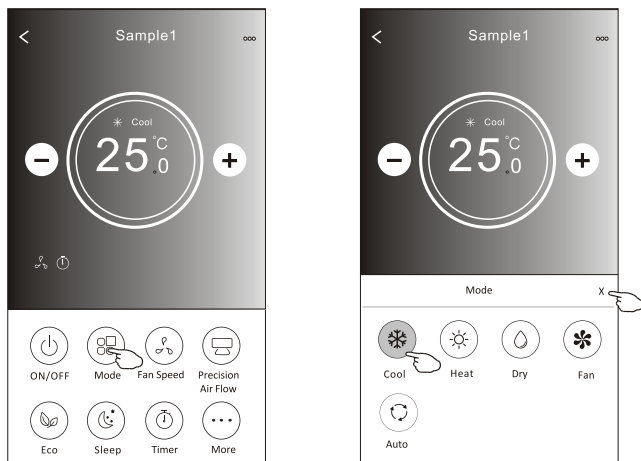 Sample1
Cool
25.0°C
ON/OFF
Mode
Fan Speed
Precision
Air Flow
Eco
Sleep
Timer
More
Sample1
Cool
25.0°C
Mode X
Cool
Heat
Dry
Fan
Auto